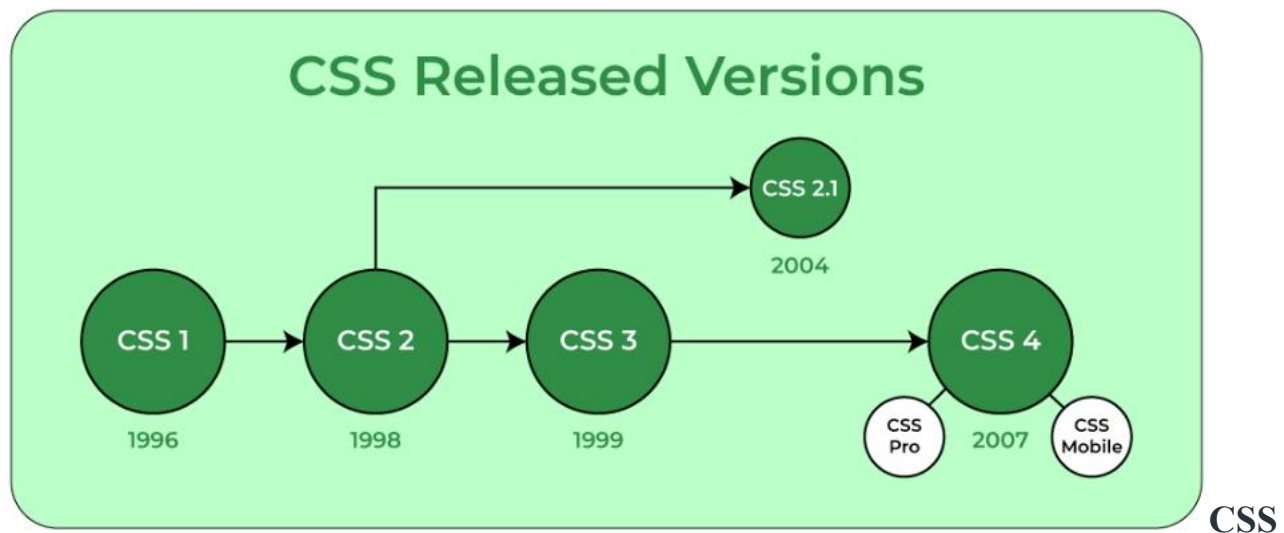 CSS Released Versions
CSS 2.1
2004
CSS 1
CSS 2
CSS 3
CSS 4
1996
1998
1999
CSS
Pro
2007
CSS
Mobile
CSS